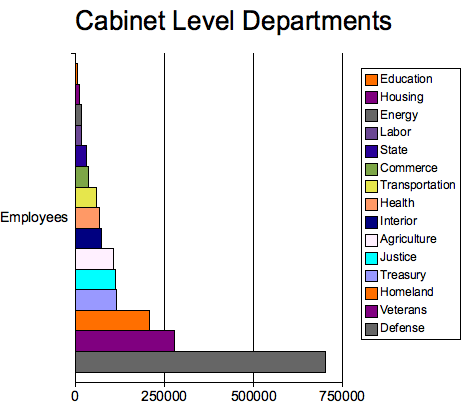 Cabinet Level Departments
Employees
0 250000 500000 750000
Education
Housing
Energy
Labor
State
Commerce
Transportation
Health
Interior
Agriculture
Justice
Treasury
Homeland
Veterans
Defense